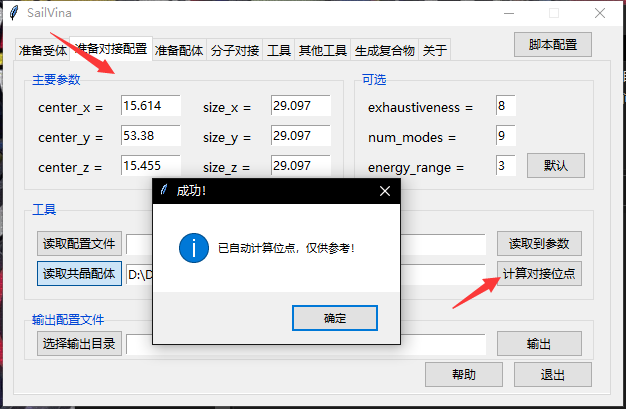 SailVina
脚本配置
准备受体 准备对接配置 准备配体 分子对接 工具 其他工具 生成复合物 关于
主要参数 可选
center_x = 15.614 size_x = 29.097 exhaustiveness = 8
center_y = 53.38 size_y = 29.097 num_modes = 9
center_z = 15.455 size_z = 29.097 energy_range = 3 默认
成功!
工具
读取配置文件 读取到参数
已自动计算位点，仅供参考!
读取共晶配体 D:\D 计算对接位点
确定
输出配置文件
选择输出目录 输出
帮助 退出